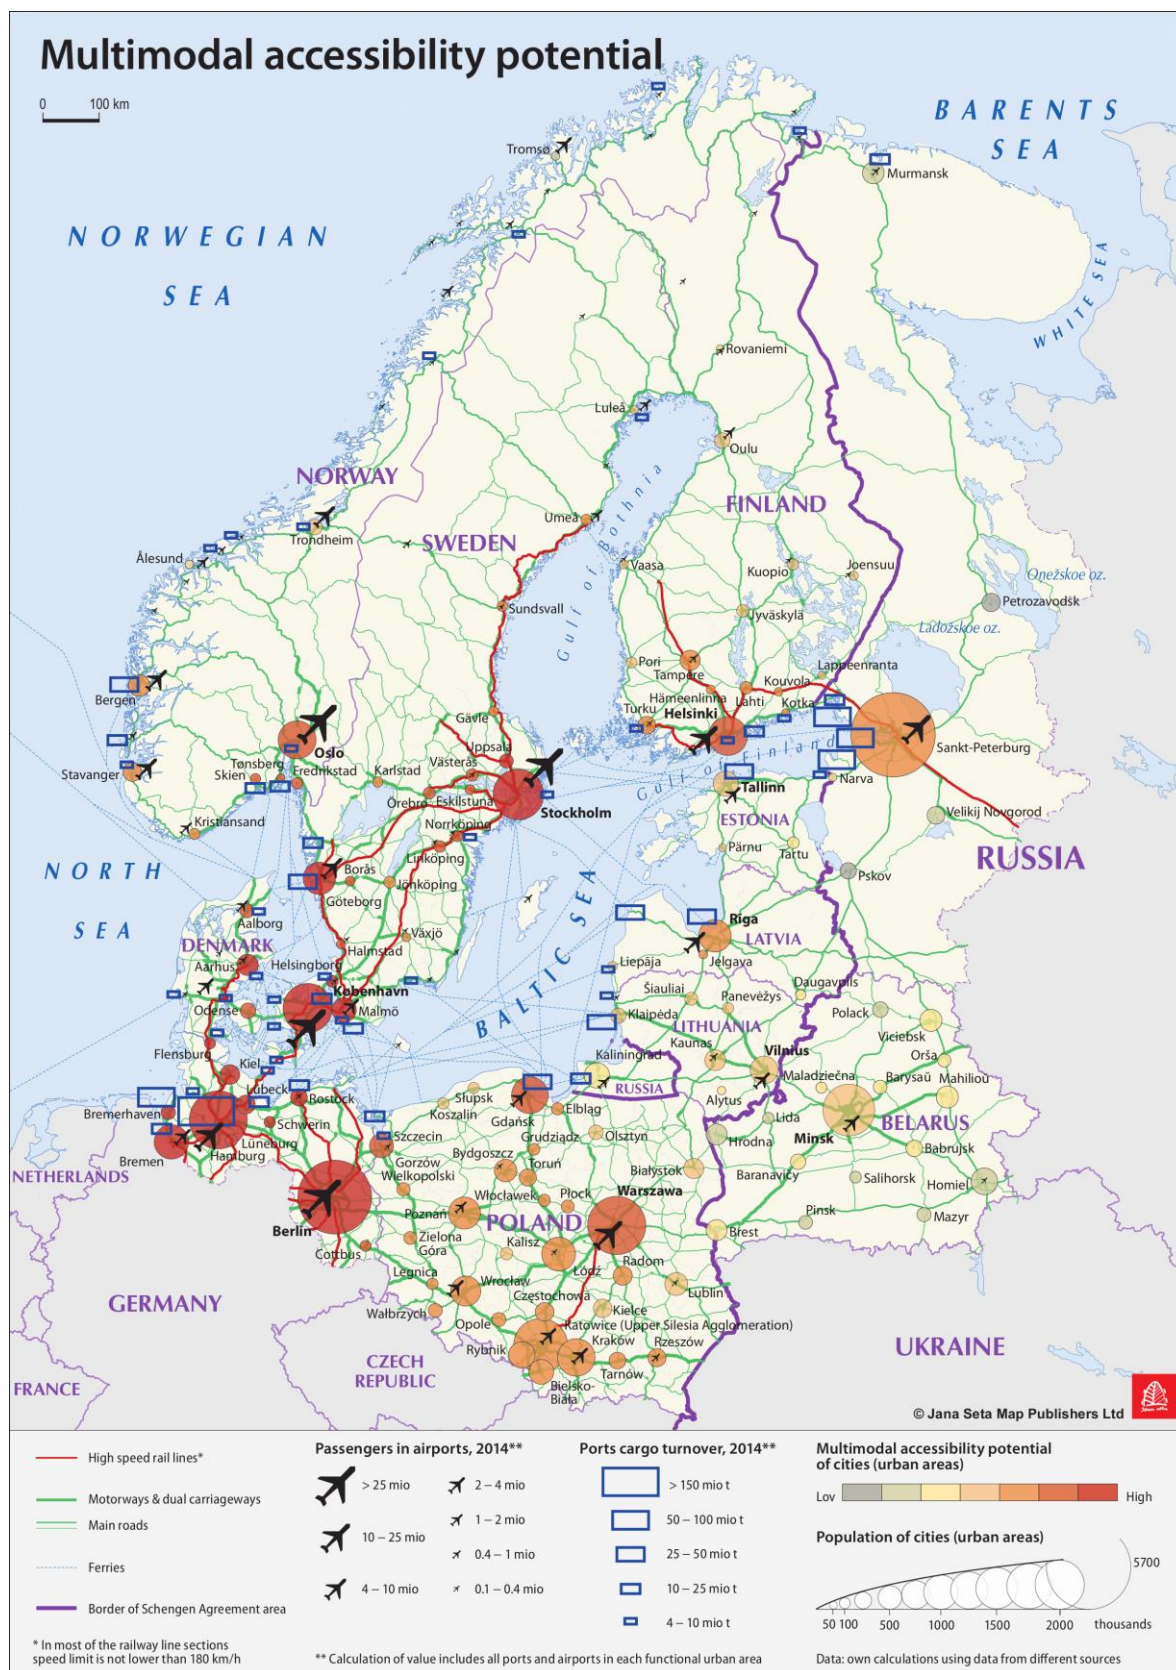 Multimodal accessibility potential
0 100 km
BARENTS
SEA
Tromsø
Murmansk
NORWEGIAN
SEA
WHITE SEA
Rovaniemi
Luleå
Oulu
NORWAY
FINLAND
Gulf of Bothnia
Umeå
Trondheim
SWEDEN
Ålesund
Vaasa
Kuopio
Joensuu
Onežskoe oz.
Petrozavodsk
Sundsvall
Jyväskylä
Ladožskoe oz.
Pori
Tampere
Lappeenranta
Bergen
Hämeenlinna
Lahti
Kouvola
Kotka
Gävle
Turku
Helsinki
Oslo
Uppsala
Sankt-Peterburg
Gulf of Finland
Tønsberg
Skien
Fredrikstad
Karlstad
Västerås
Stavanger
Narva
Örebro
Eskilstuna
Tallinn
Stockholm
Kristiansand
Norrköping
ESTONIA
Velikij Novgorod
Linköping
Pärnu
Tartu
RUSSIA
NORTH
SEA
Borås
Jönköping
Göteborg
Pskov
Aalborg
BALTIC SEA
Riga
DENMARK
Växjö
LATVIA
Halmstad
Jelgava
Aarhus
Helsingborg
Liepāja
København
Daugavpils
Šiauliai
Panevėžys
Odense
Malmö
Polack
Klaipėda
LITHUANIA
Viciebsk
Flensburg
Kaunas
Vilnius
Orša
Kiel
Kaliningrad
Maladziečna
Barysaŭ
Mahilioŭ
RUSSIA
Lübeck
Rostock
Słupsk
Koszalin
Alytus
Bremerhaven
Gdańsk
Elbląg
Lida
Schwerin
Minsk
BELARUS
Lüneburg
Szczecin
Grudziądz
Olsztyn
Hrodna
Babrujsk
Hamburg
Bremen
Gorzów
Wielkopolski
Bydgoszcz
Toruń
Białystok
Baranavičy
Salihorsk
Homiel
NETHERLANDS
Włocławek
Płock
Warszawa
Poznań
POLAND
Pinsk
Mazyr
Berlin
Brest
Zielona
Góra
Kalisz
Cottbus
Łódź
Radom
Legnica
Wrocław
Lublin
GERMANY
Częstochowa
Wałbrzych
Kielce
Opole
Katowice (Upper Silesia Agglomeration)
Kraków
Rzeszów
UKRAINE
Rybnik
CZECH
REPUBLIC
Tarnów
Bielsko-
Biała
FRANCE
© Jana Seta Map Publishers Ltd
High speed rail lines*
Motorways & dual carriageways
Main roads
Ferries
Border of Schengen Agreement area
* In most of the railway line sections
speed limit is not lower than 180 km/h
Passengers in airports, 2014**
> 25 mio
10 – 25 mio
4 – 10 mio
2 – 4 mio
1 – 2 mio
0.4 – 1 mio
0.1 – 0.4 mio
Ports cargo turnover, 2014**
> 150 mio t
50 – 100 mio t
25 – 50 mio t
10 – 25 mio t
4 – 10 mio t
** Calculation of value includes all ports and airports in each functional urban area
Multimodal accessibility potential
of cities (urban areas)
Lov High
Population of cities (urban areas)
5700
50 100 500 1000 1500 2000 thousands
Data: own calculations using data from different sources